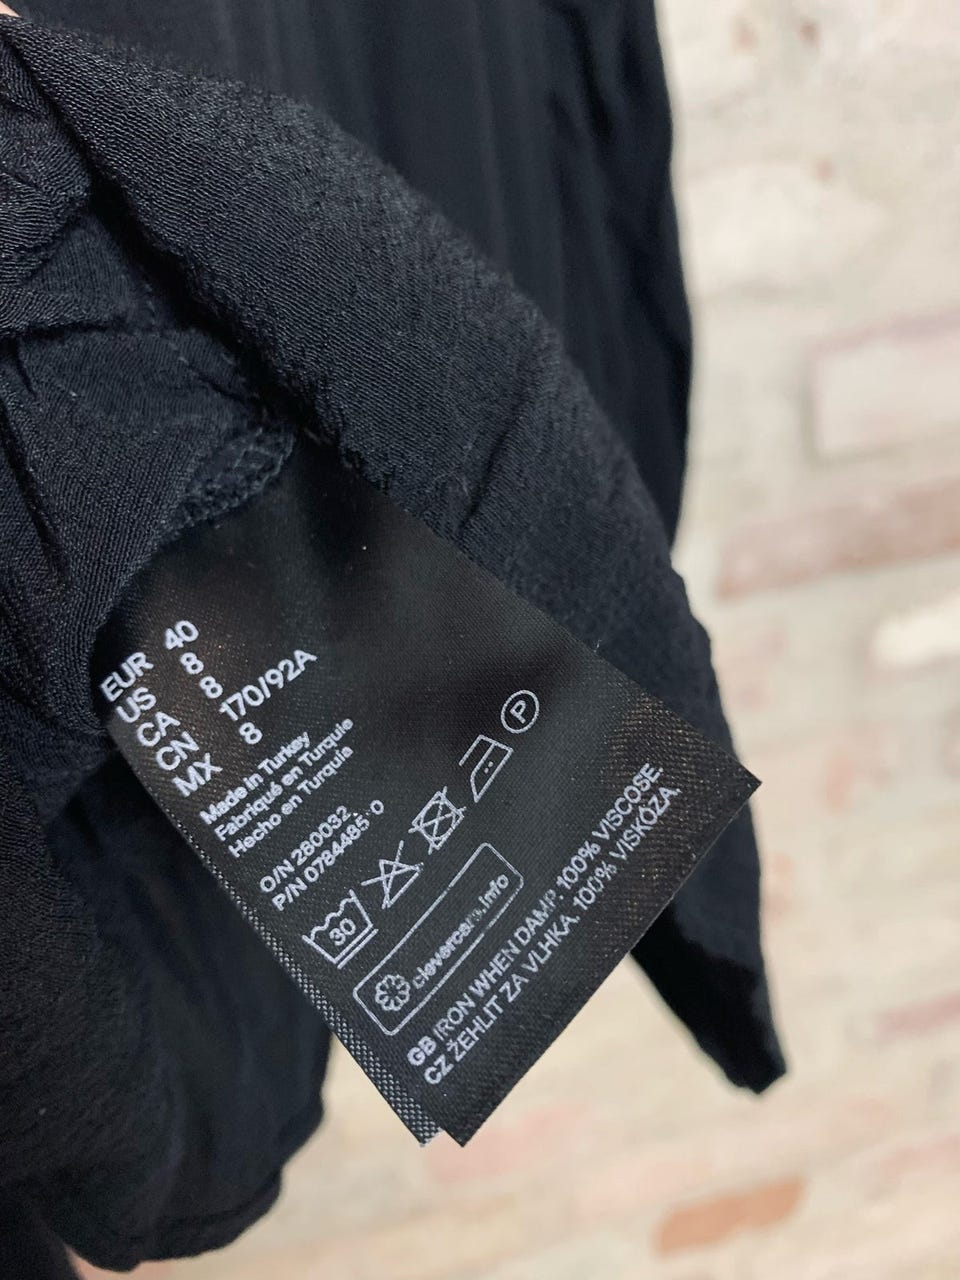 EUR 40
US 8
CA 8
CN 170/92A
MX 8
Made in Turkey
Fabriqué en Turquie
Hecho en Turquía
O/N 280032
P/N 0784485 0
30
P
clevercare.info
GB IRON WHEN DAMP. 100% VISCOSE.
CZ ŽEHLIT ZA VLHKA. 100% VISKÓZA.